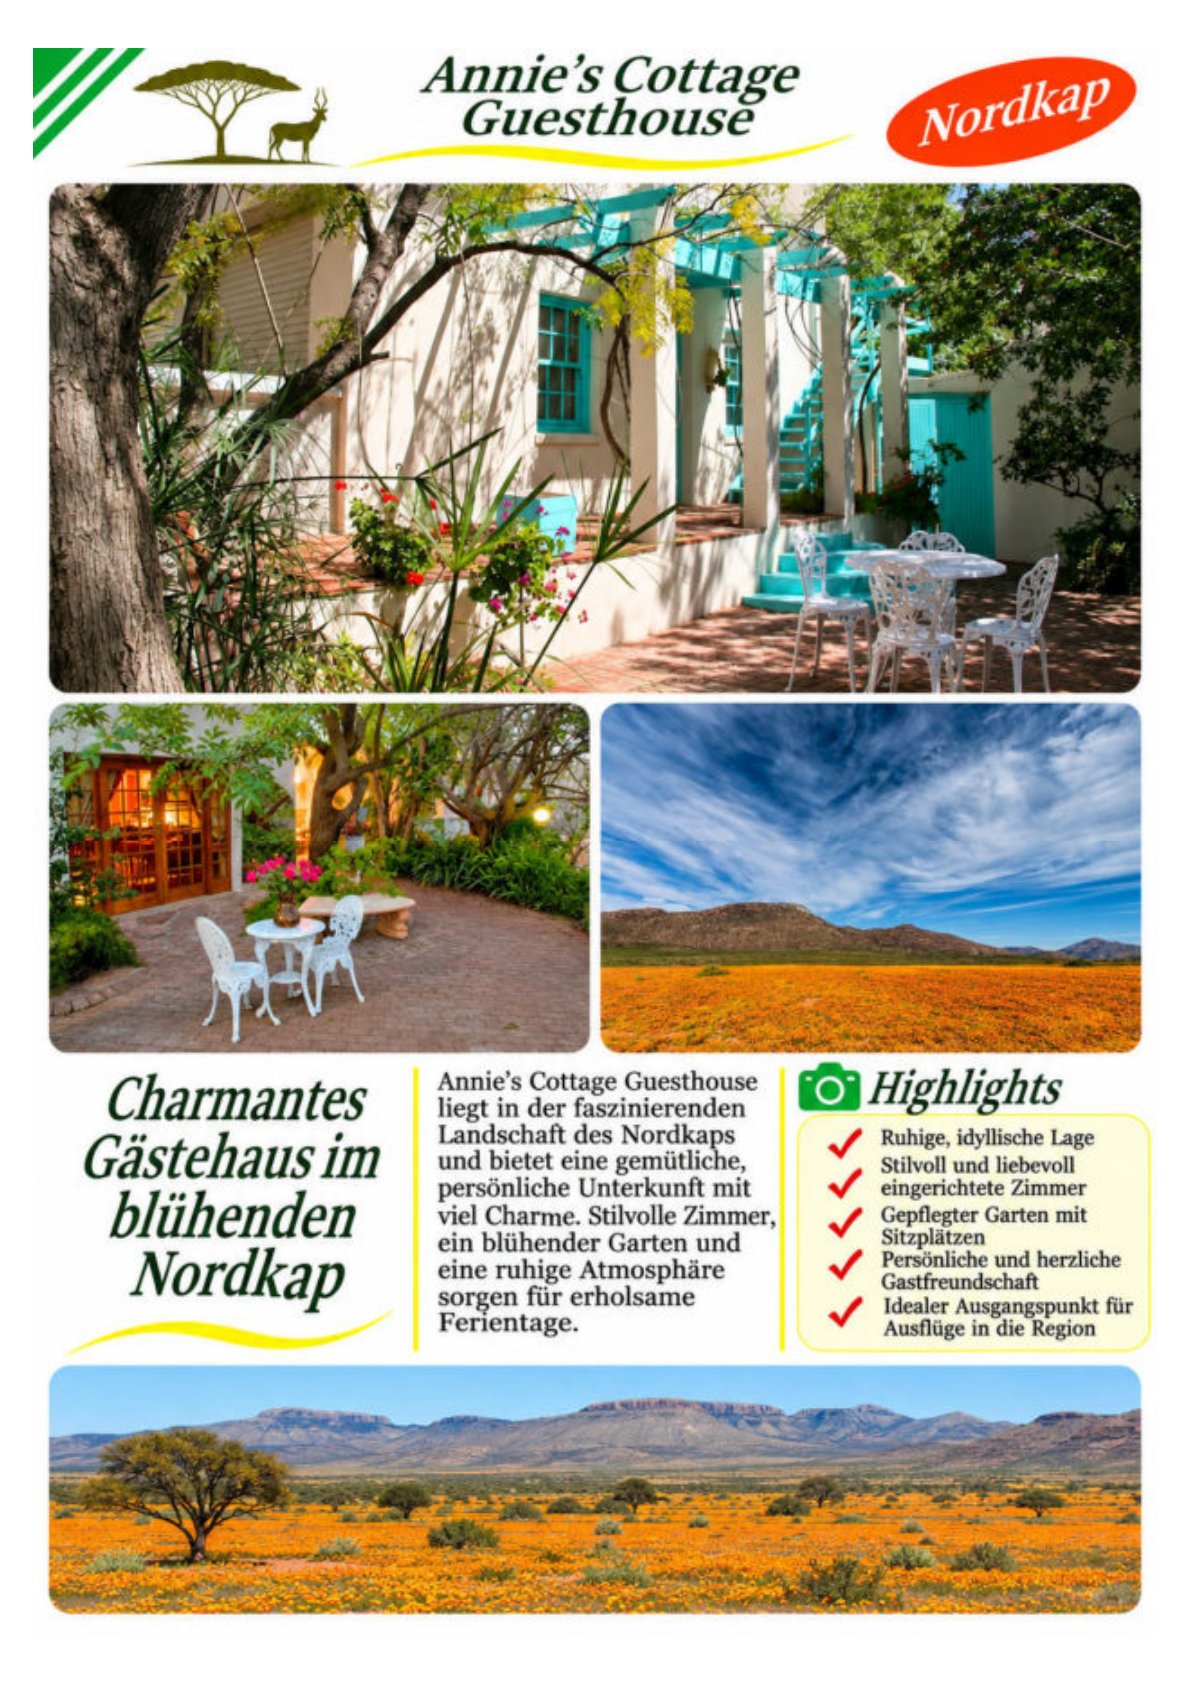 Annie's Cottage
Guesthouse
Nordkap
Charmantes
Gästehaus im
blühenden
Nordkap
Annie's Cottage Guesthouse
liegt in der faszinierenden
Landschaft des Nordkaps
und bietet eine gemütliche,
persönliche Unterkunft mit
viel Charme. Stilvolle Zimmer,
ein blühender Garten und
eine ruhige Atmosphäre
sorgen für erholsame
Ferientage.
Highlights
Ruhige, idyllische Lage
Stilvoll und liebevoll
eingerichtete Zimmer
Gepflegter Garten mit
Sitzplätzen
Persönliche und herzliche
Gastfreundschaft
Idealer Ausgangspunkt für
Ausflüge in die Region